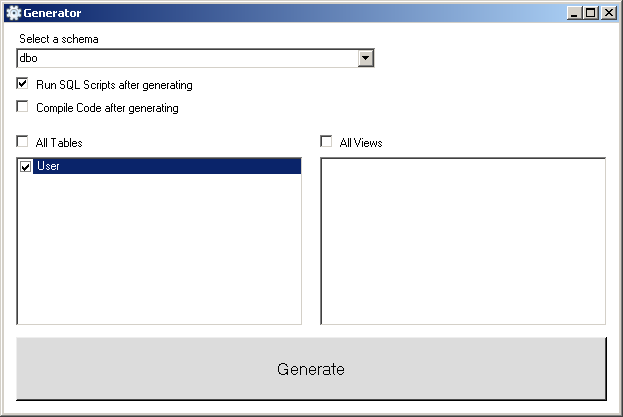 Generator
Select a schema
dbo
Run SQL Scripts after generating
Compile Code after generating
All Tables
All Views
User
Generate